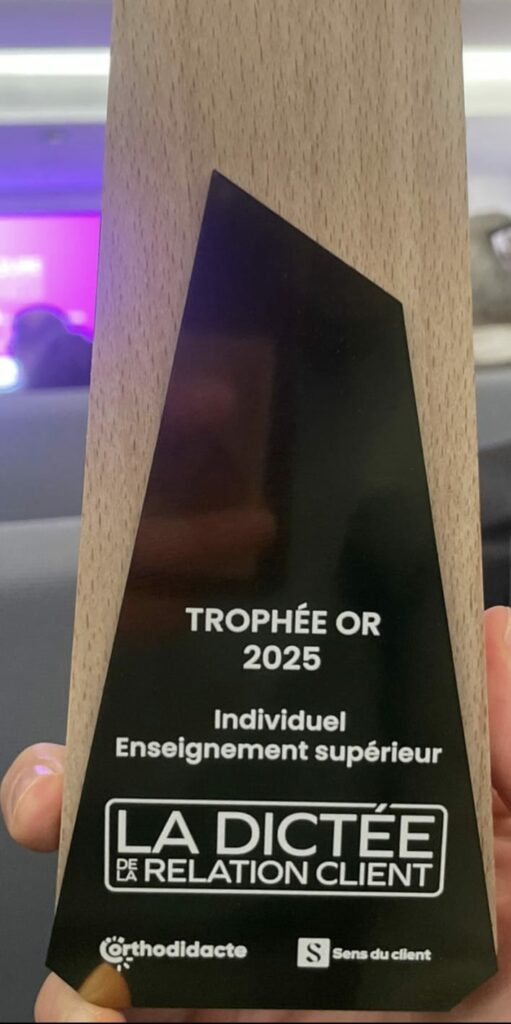 TROPHÉE OR
2025
Individuel
Enseignement supérieur
LA DICTÉE
DE LA RELATION CLIENT
orthodidacte
S Sens du client